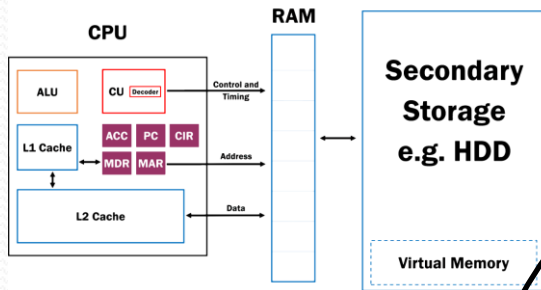 CPU
RAM
ALU
CU
Decoder
Control and
Timing
Secondary
Storage
e.g. HDD
L1 Cache
ACC PC CIR
MDR MAR
Address
L2 Cache
Data
Virtual Memory